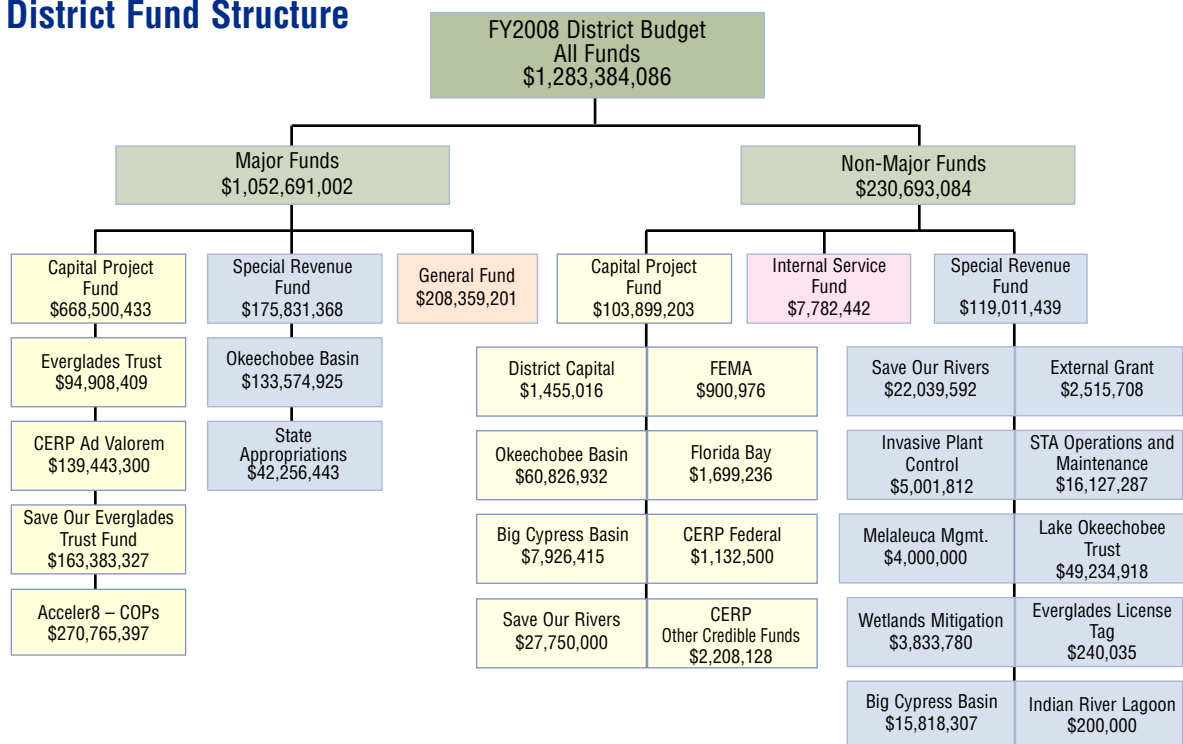 District Fund Structure
FY2008 District Budget
All Funds
$1,283,384,086
Major Funds
$1,052,691,002
Non-Major Funds
$230,693,084
Capital Project
Fund
$668,500,433
Special Revenue
Fund
$175,831,368
General Fund
$208,359,201
Capital Project
Fund
$103,899,203
Internal Service
Fund
$7,782,442
Special Revenue
Fund
$119,011,439
Everglades Trust
$94,908,409
CERP Ad Valorem
$139,443,300
Save Our Everglades
Trust Fund
$163,383,327
Acceler8 – COPs
$270,765,397
Okeechobee Basin
$133,574,925
State
Appropriations
$42,256,443
District Capital
$1,455,016
FEMA
$900,976
Okeechobee Basin
$60,826,932
Florida Bay
$1,699,236
Big Cypress Basin
$7,926,415
CERP Federal
$1,132,500
Save Our Rivers
$27,750,000
CERP
Other Credible Funds
$2,208,128
Save Our Rivers
$22,039,592
External Grant
$2,515,708
Invasive Plant
Control
$5,001,812
STA Operations and
Maintenance
$16,127,287
Melaleuca Mgmt.
$4,000,000
Lake Okeechobee
Trust
$49,234,918
Wetlands Mitigation
$3,833,780
Everglades License
Tag
$240,035
Big Cypress Basin
$15,818,307
Indian River Lagoon
$200,000